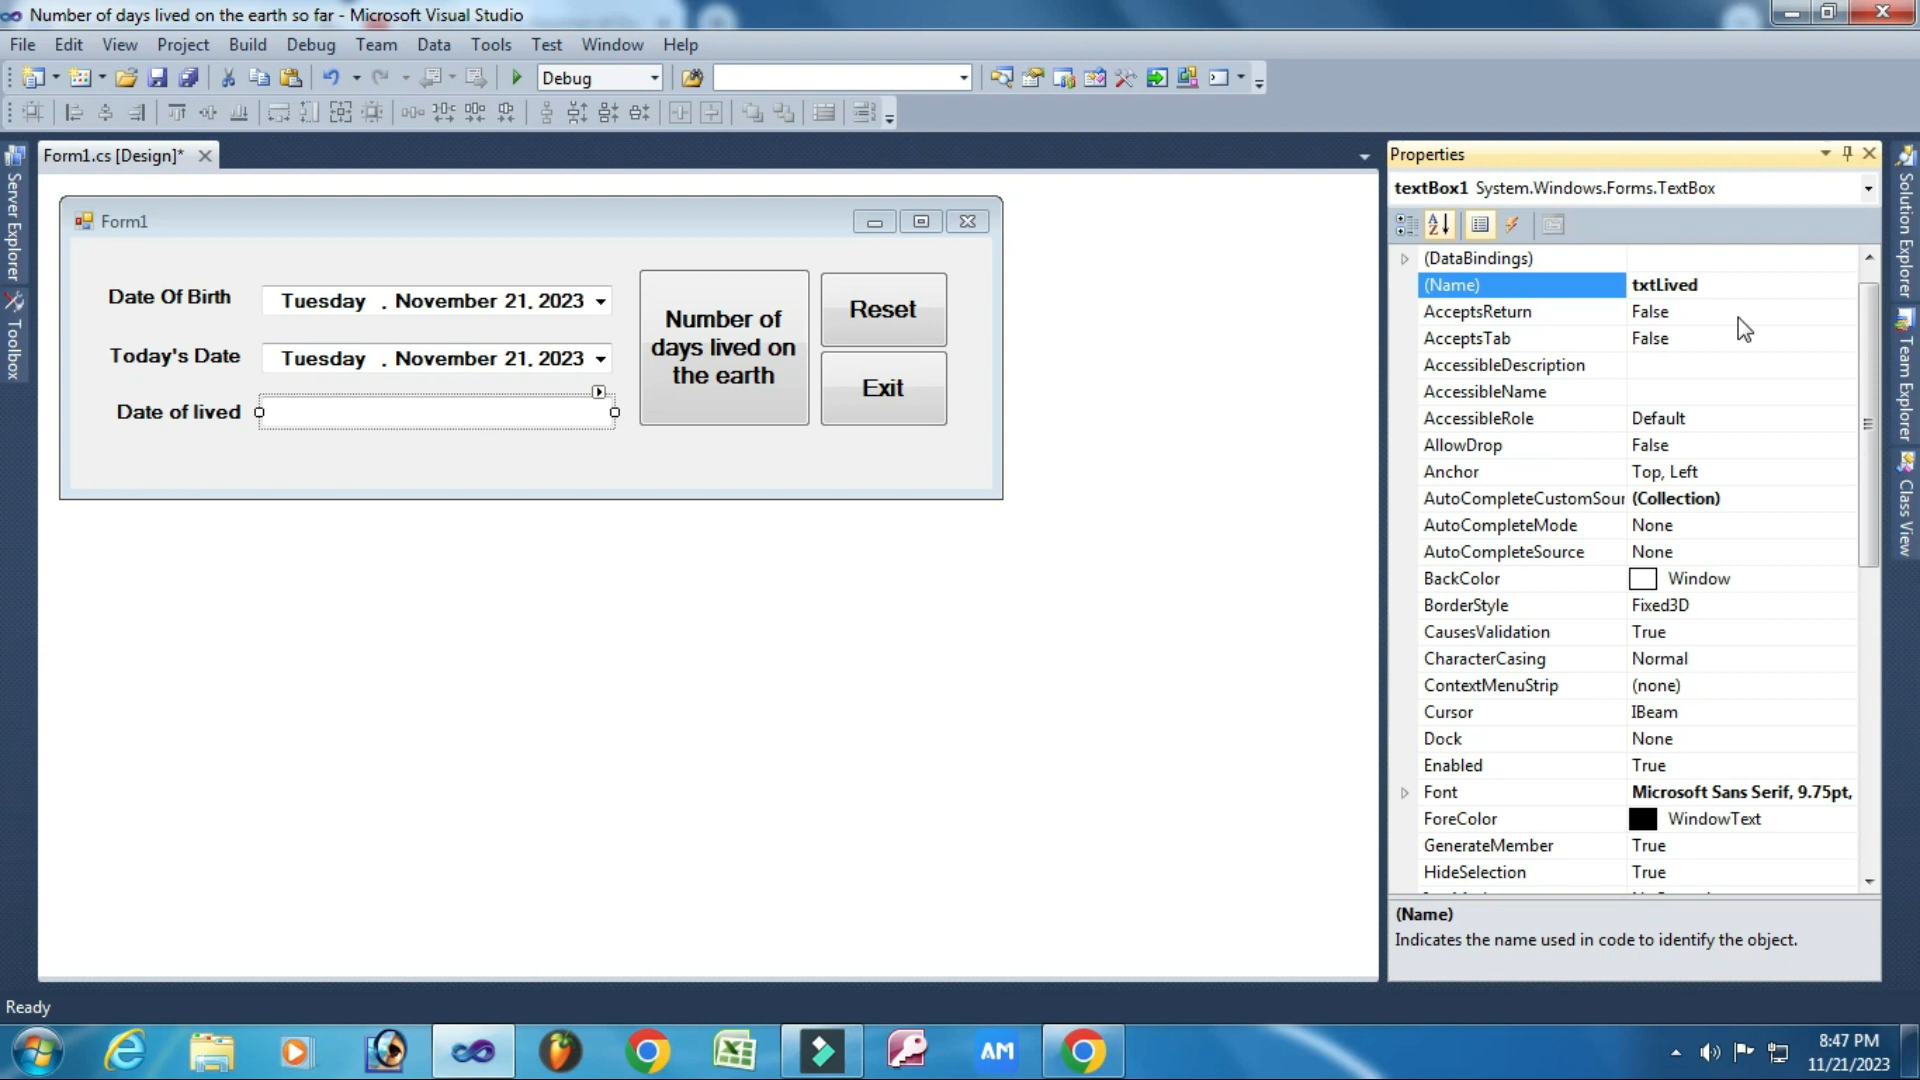 Number of days lived on the earth so far - Microsoft Visual Studio
File Edit View Project Build Debug Team Data Tools Test Window Help
Debug
Form1.cs [Design]*
Server Explorer
Toolbox
Form1
Date Of Birth
Tuesday , November 21, 2023
Today's Date
Tuesday , November 21, 2023
Date of lived
Number of
days lived on
the earth
Reset
Exit
Properties
textBox1 System.Windows.Forms.TextBox
(DataBindings)
(Name) txtLived
AcceptsReturn False
AcceptsTab False
AccessibleDescription
AccessibleName
AccessibleRole Default
AllowDrop False
Anchor Top, Left
AutoCompleteCustomSour (Collection)
AutoCompleteMode None
AutoCompleteSource None
BackColor Window
BorderStyle Fixed3D
CausesValidation True
CharacterCasing Normal
ContextMenuStrip (none)
Cursor IBeam
Dock None
Enabled True
Font Microsoft Sans Serif, 9.75pt,
ForeColor WindowText
GenerateMember True
HideSelection True
(Name)
Indicates the name used in code to identify the object.
Solution Explorer
Team Explorer
Class View
Ready
AM
8:47 PM
11/21/2023